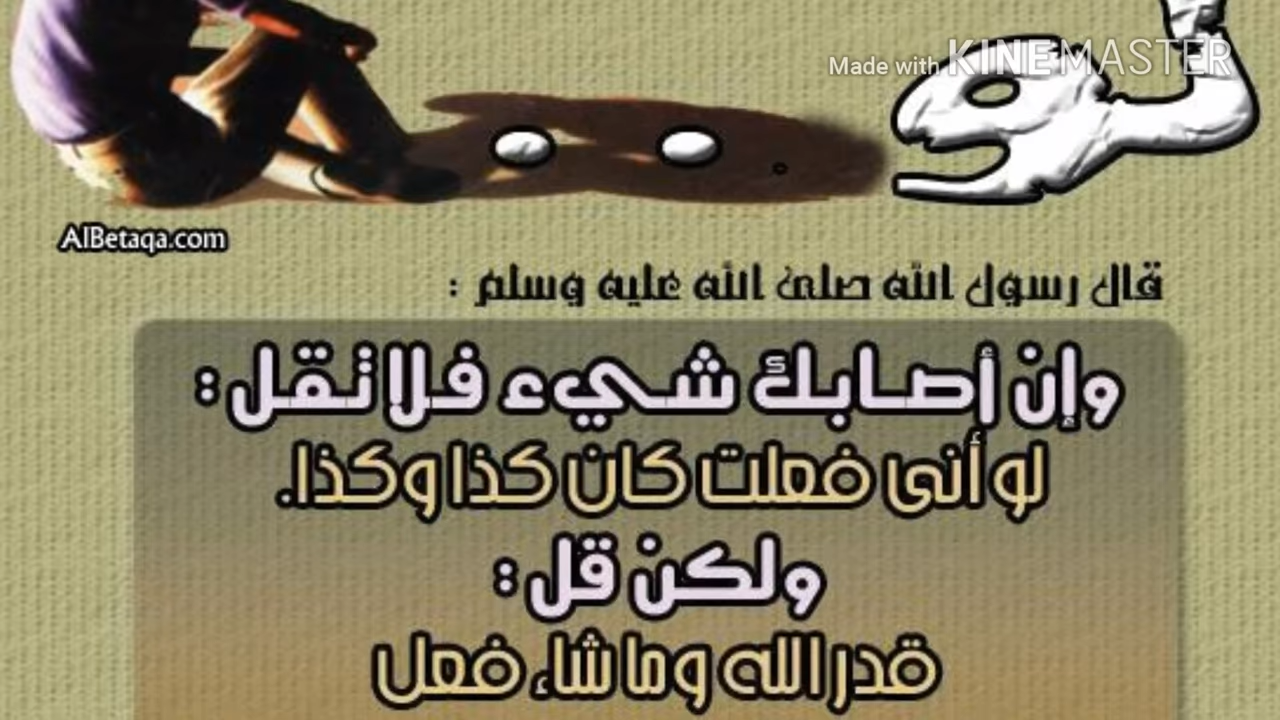 Made with KINEMASTER
لو ..
AlBetaqa.com
قال رسول الله صلى الله عليه وسلم :
وإن أصابك شيء فلا تقل :
لو أنى فعلت كان كذا وكذا.
ولكن قل :
قدر الله وما شاء فعل